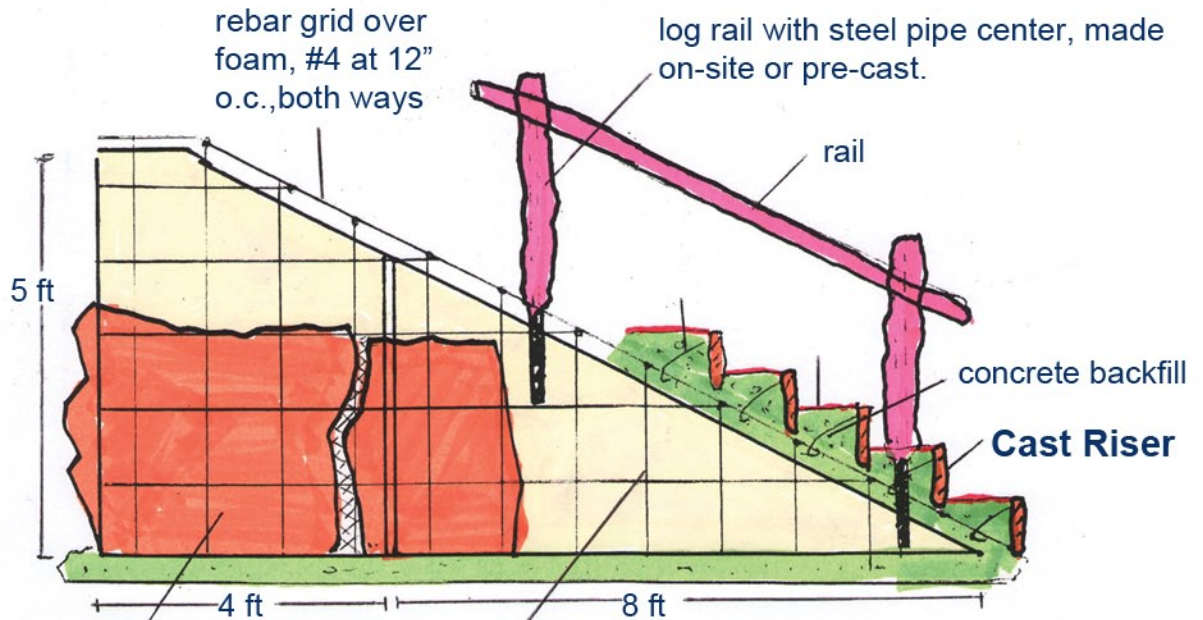 rebar grid over
foam, #4 at 12”
o.c.,both ways
log rail with steel pipe center, made
on-site or pre-cast.
rail
5 ft
concrete backfill
Cast Riser
4 ft
8 ft